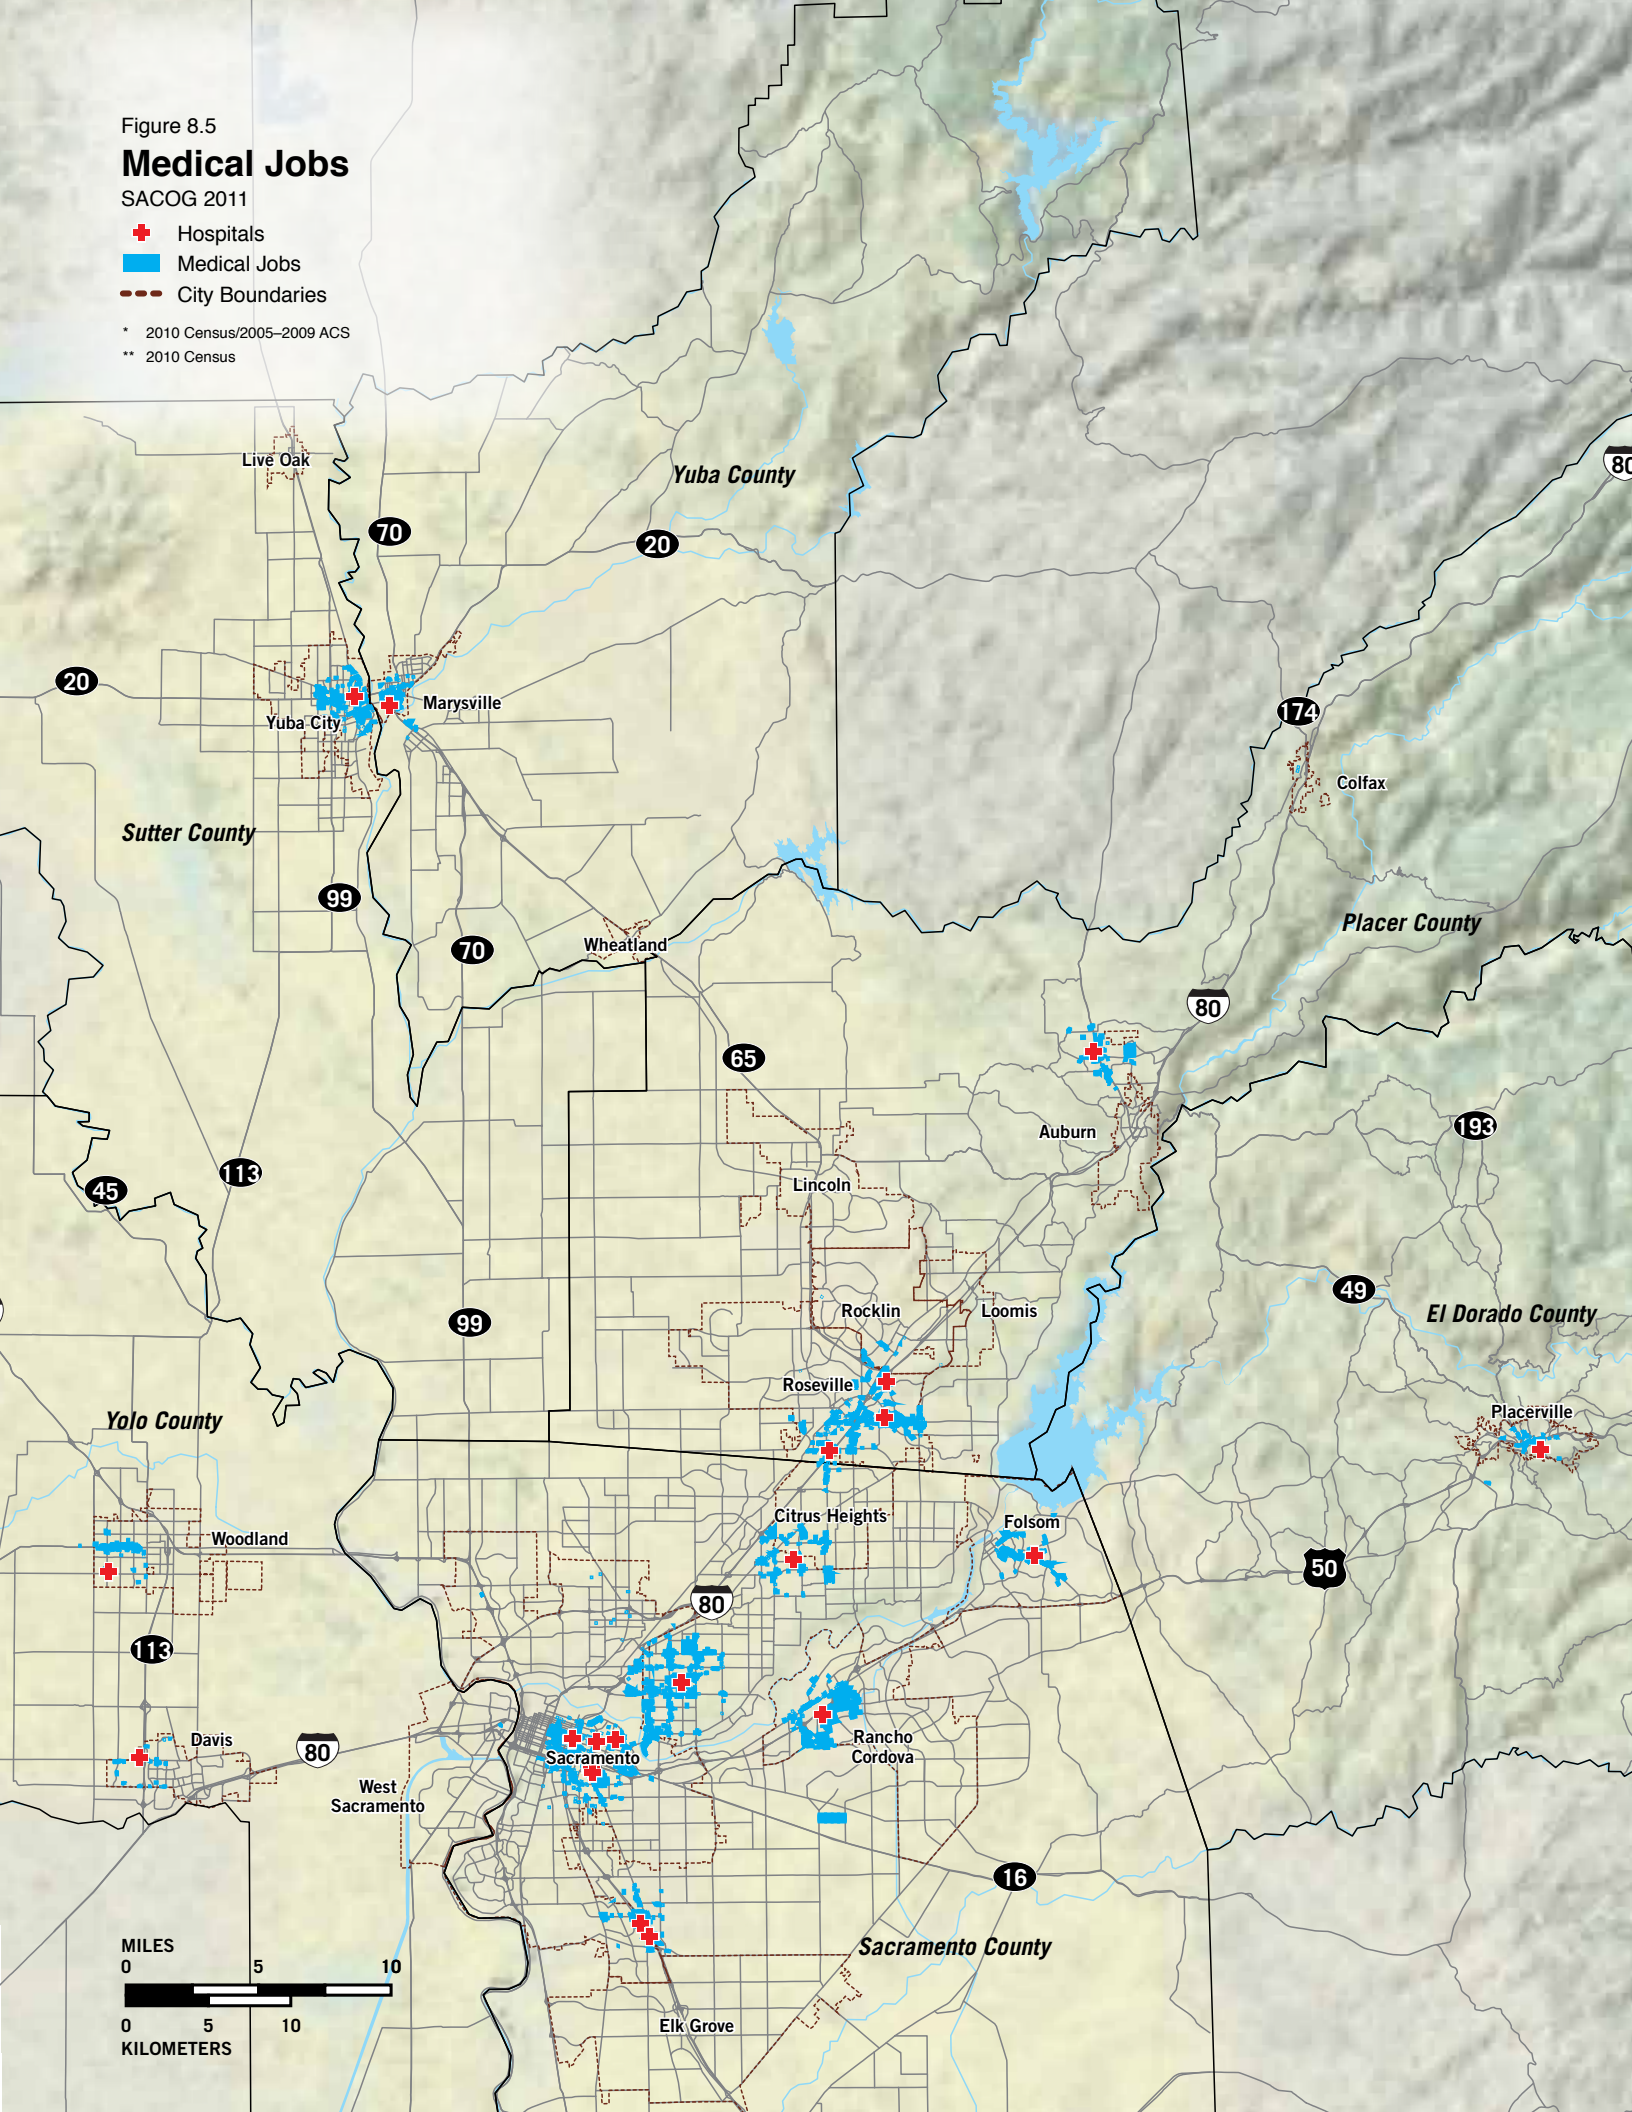 Figure 8.5
Medical Jobs
SACOG 2011
Hospitals
Medical Jobs
City Boundaries
* 2010 Census/2005–2009 ACS
** 2010 Census
Live Oak
Yuba County
80
70
20
20
Marysville
Yuba City
174
Colfax
Sutter County
99
Placer County
70
Wheatland
80
65
193
Auburn
113
45
Lincoln
49
Rocklin
Loomis
El Dorado County
99
Roseville
Placerville
Yolo County
Citrus Heights
Folsom
Woodland
50
80
113
Davis
80
Rancho
Cordova
Sacramento
West
Sacramento
16
Sacramento County
MILES
0 5 10
0 5 10
KILOMETERS
Elk Grove